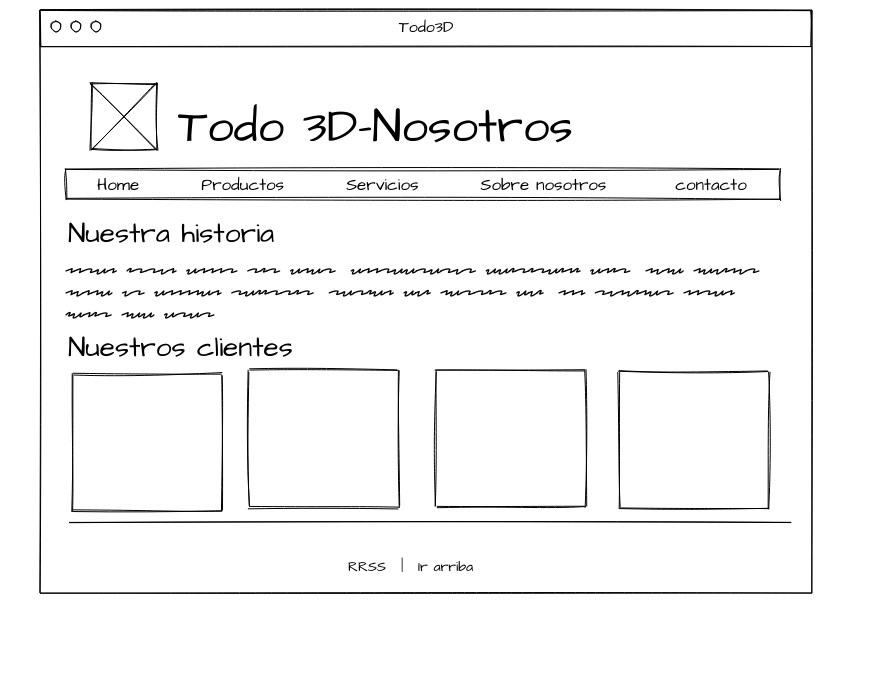 Todo3D
Todo 3D-Nosotros
Home Productos Servicios Sobre nosotros contacto
Nuestra historia
Nuestros clientes
RRSS | Ir arriba